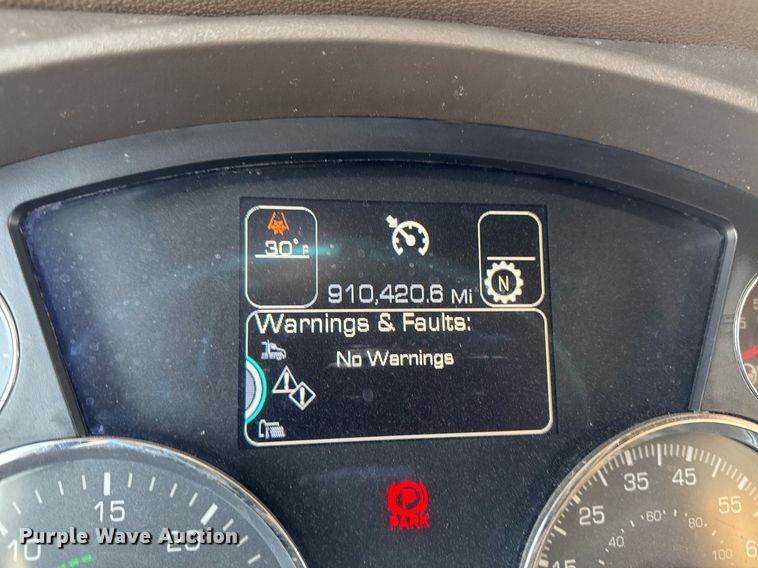 30° F
910,420.6 Mi
N
Warnings & Faults:
No Warnings
P
PARK
10 15 20
25 35 45 55
40 60 80 100
Purple Wave Auction